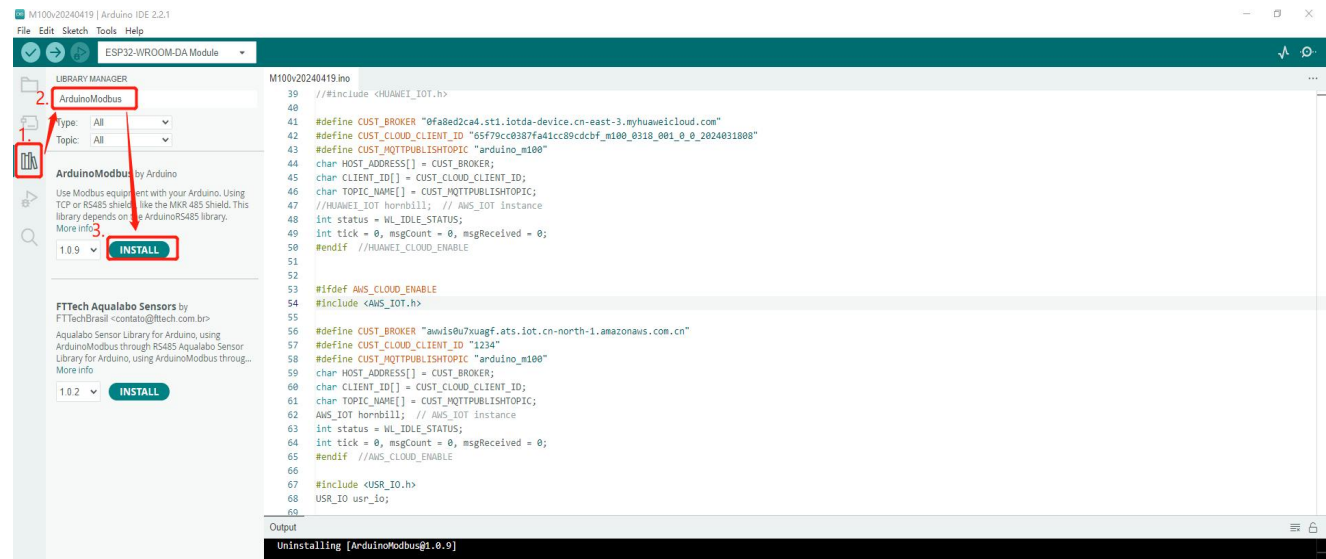 M100v20240419 | Arduino IDE 2.2.1
File Edit Sketch Tools Help
ESP32-WROOM-DA Module
LIBRARY MANAGER
2.
ArduinoModbus
1.
Type: All
Topic: All
ArduinoModbus by Arduino
Use Modbus equipment with your Arduino. Using
TCP or RS485 shields, like the MKR 485 Shield. This
library depends on the ArduinoRS485 library.
More info
3.
1.0.9 INSTALL
FTTech Aqualabo Sensors by
FTTechBrasil <contato@fttech.com.br>
Aqualabo Sensor Library for Arduino, using
ArduinoModbus through RS485 Aqualabo Sensor
Library for Arduino, using ArduinoModbus throug...
More info
1.0.2 INSTALL
M100v20240419.ino
39 //#include <HUAWEI_IOT.h>
40
41 #define CUST_BROKER "0fa8ed2ca4.st1.iotda-device.cn-east-3.myhuaweicloud.com"
42 #define CUST_CLOUD_CLIENT_ID "65f79cc0387fa41cc89cdcbf_m100_0318_001_0_0_2024031808"
43 #define CUST_MQTTPUBLISHTOPIC "arduino_m100"
44 char HOST_ADDRESS[] = CUST_BROKER;
45 char CLIENT_ID[] = CUST_CLOUD_CLIENT_ID;
46 char TOPIC_NAME[] = CUST_MQTTPUBLISHTOPIC;
47 //HUAWEI_IOT hornbill; // AWS_IOT instance
48 int status = WL_IDLE_STATUS;
49 int tick = 0, msgCount = 0, msgReceived = 0;
50 #endif //HUAWEI_CLOUD_ENABLE
51
52
53 #ifdef AWS_CLOUD_ENABLE
54 #include <AWS_IOT.h>
55
56 #define CUST_BROKER "awwis0u7xuagf.ats.iot.cn-north-1.amazonaws.com.cn"
57 #define CUST_CLOUD_CLIENT_ID "1234"
58 #define CUST_MQTTPUBLISHTOPIC "arduino_m100"
59 char HOST_ADDRESS[] = CUST_BROKER;
60 char CLIENT_ID[] = CUST_CLOUD_CLIENT_ID;
61 char TOPIC_NAME[] = CUST_MQTTPUBLISHTOPIC;
62 AWS_IOT hornbill; // AWS_IOT instance
63 int status = WL_IDLE_STATUS;
64 int tick = 0, msgCount = 0, msgReceived = 0;
65 #endif //AWS_CLOUD_ENABLE
66
67 #include <USR_IO.h>
68 USR_IO usr_io;
69
Output
Uninstalling [ArduinoModbus@1.0.9]